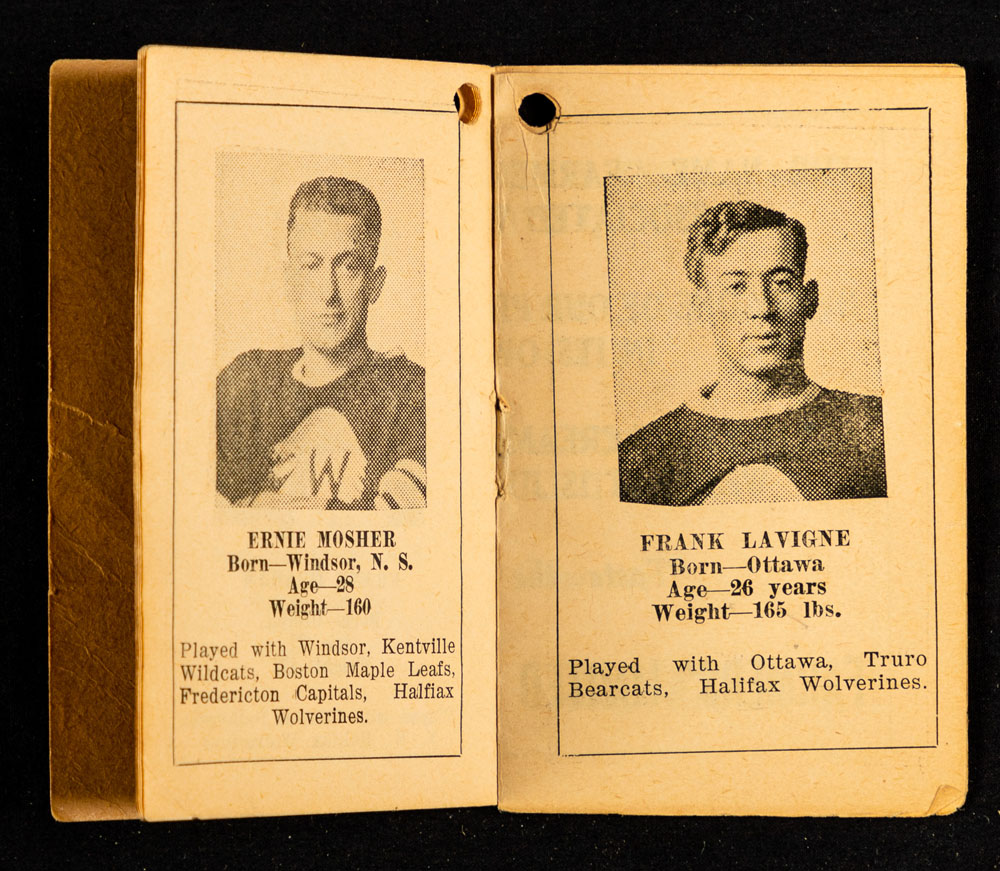 W
ERNIE MOSHER
Born—Windsor, N. S.
Age—28
Weight—160
Played with Windsor, Kentville
Wildcats, Boston Maple Leafs,
Fredericton Capitals, Halfiax
Wolverines.
FRANK LAVIGNE
Born—Ottawa
Age—26 years
Weight—165 lbs.
Played with Ottawa, Truro
Bearcats, Halifax Wolverines.